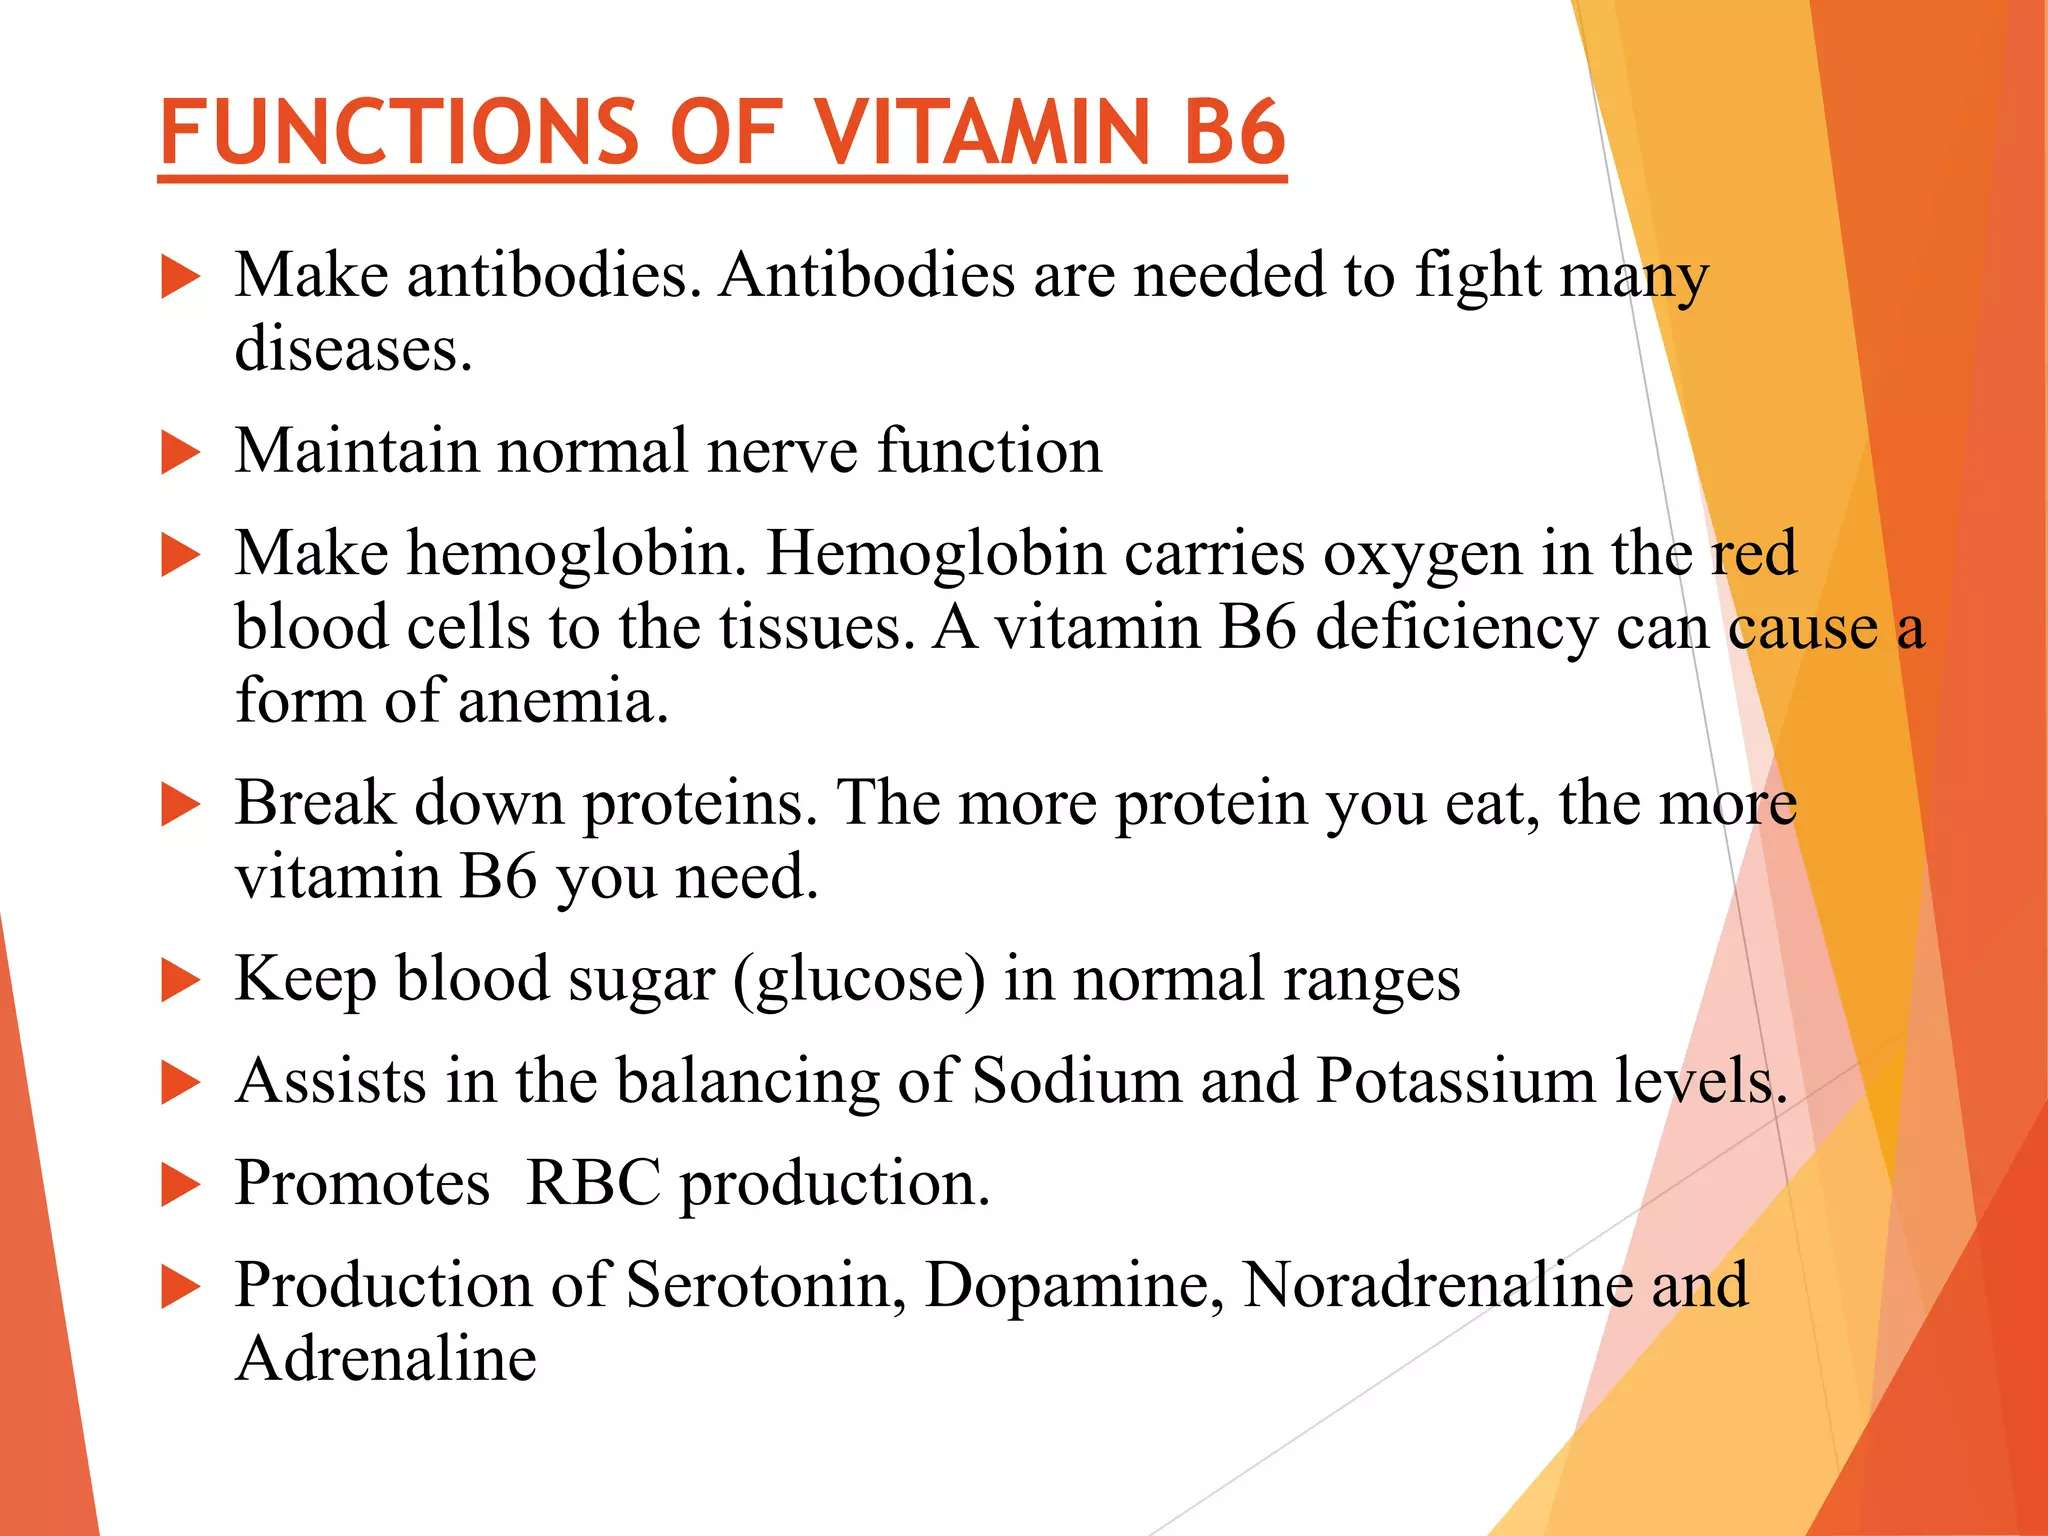 FUNCTIONS OF VITAMIN B6
Make antibodies. Antibodies are needed to fight many
diseases.
Maintain normal nerve function
Make hemoglobin. Hemoglobin carries oxygen in the red
blood cells to the tissues. A vitamin B6 deficiency can cause a
form of anemia.
Break down proteins. The more protein you eat, the more
vitamin B6 you need.
Keep blood sugar (glucose) in normal ranges
Assists in the balancing of Sodium and Potassium levels.
Promotes  RBC production.
Production of Serotonin, Dopamine, Noradrenaline and
Adrenaline